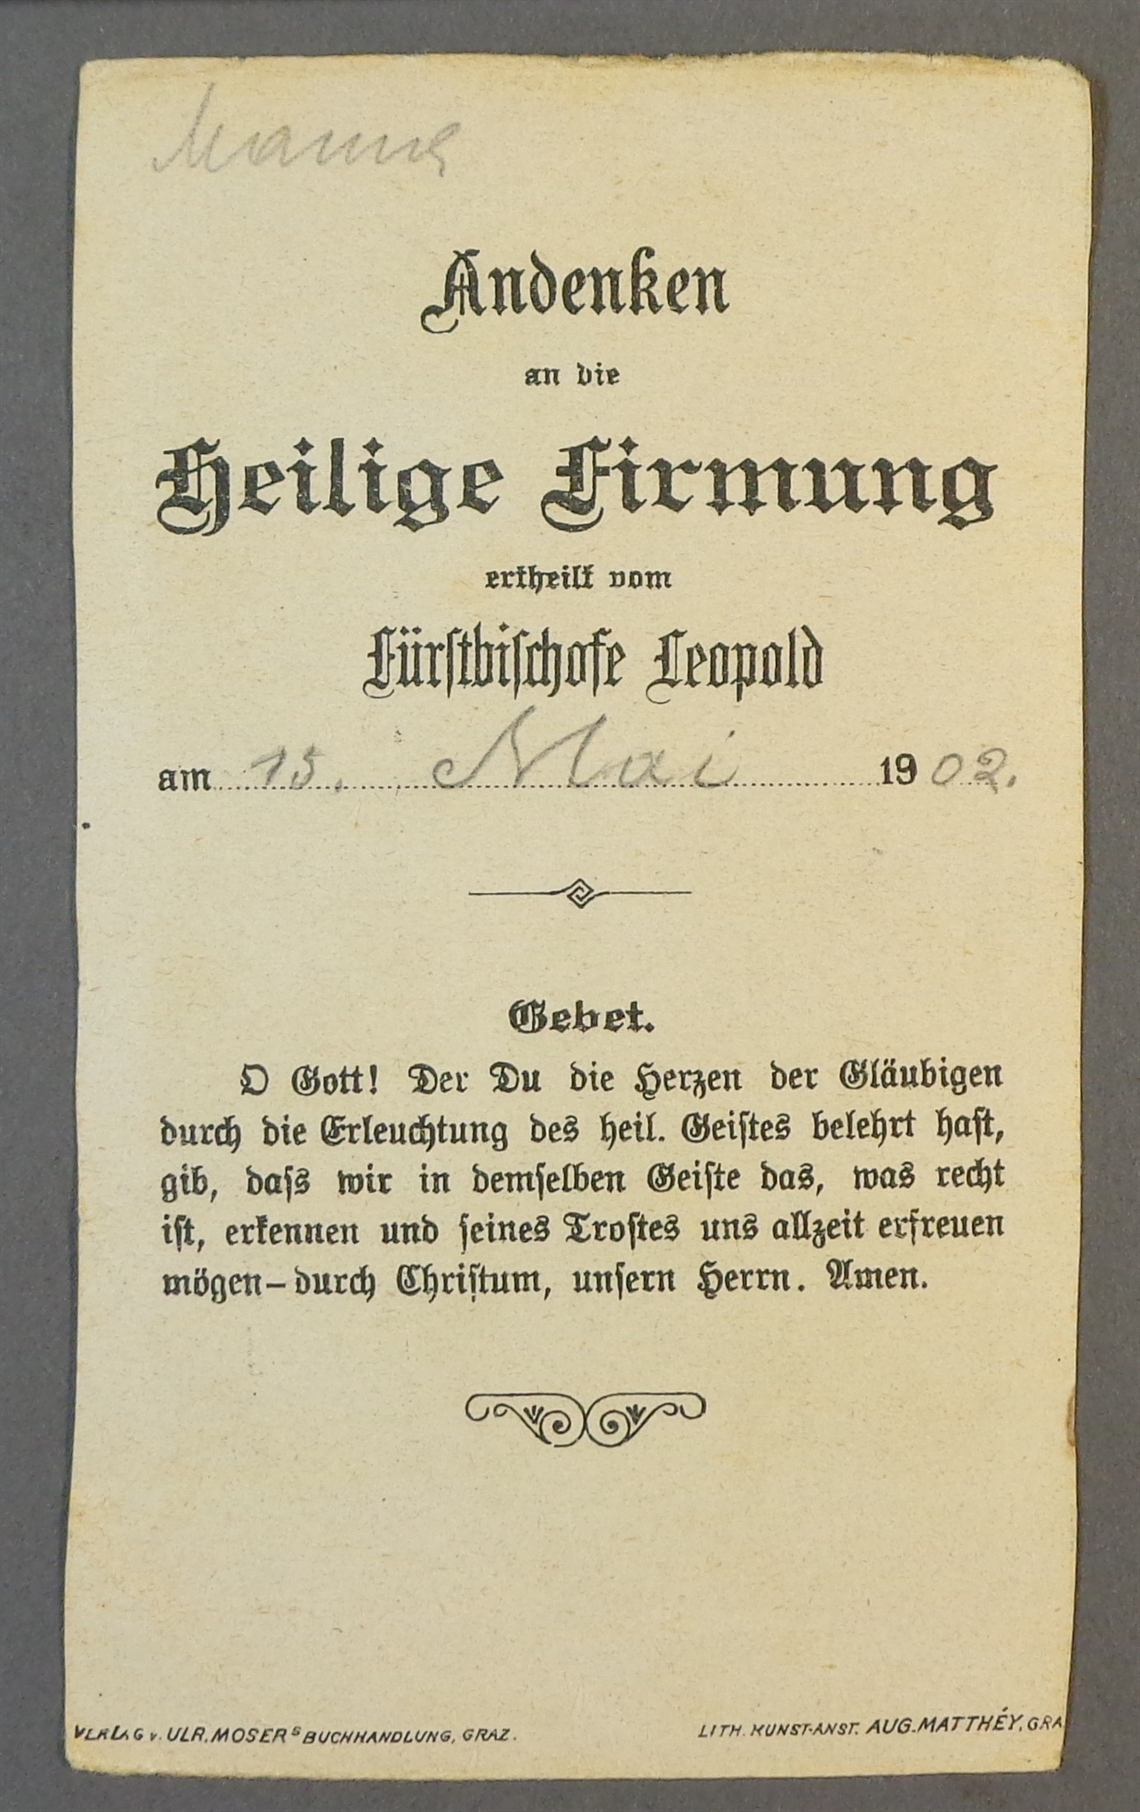 Andenken
an die
Heilige Firmung
ertheilt vom
Fürstbischofe Leopold
am 15. Mai 1902.
Gebet.
O Gott! Der Du die Herzen der Gläubigen
durch die Erleuchtung des heil. Geistes belehrt hast,
gib, dass wir in demselben Geiste das, was recht
ist, erkennen und seines Trostes uns allzeit erfreuen
mögen – durch Christum, unsern Herrn. Amen.
VERLAG v. ULR. MOSERS BUCHHANDLUNG, GRAZ.
LITH. KUNST-ANST. AUG. MATTHÉY, GRA